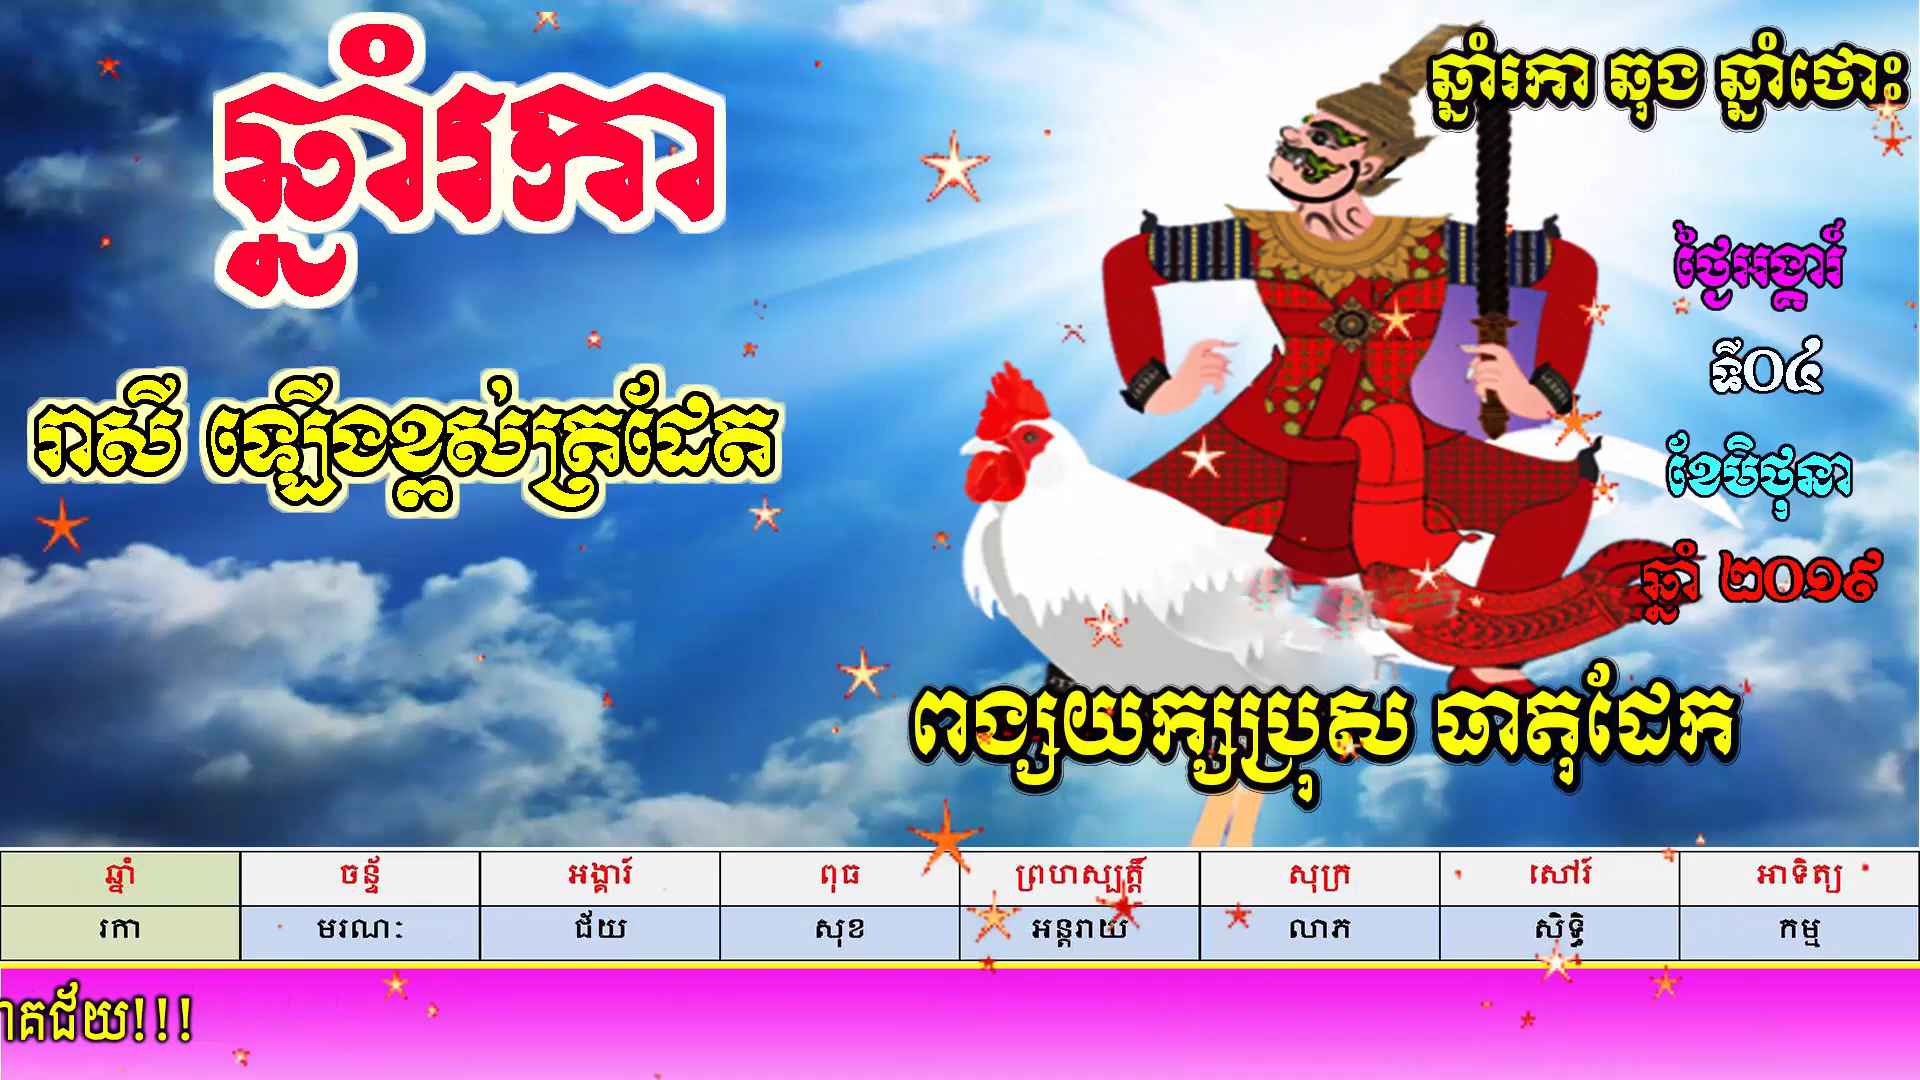 ឆ្នាំរកា
ឆ្នាំរកា ឆុង ឆ្នាំថោះ
ថ្ងៃអង្គារ៍
ទី០៤
ខែមិថុនា
ឆ្នាំ ២០១៩
រាសី ឡើងខ្ពស់ត្រដែត
ពង្សយក្សប្រុស ធាតុដែក
ឆ្នាំ ចន្ទ័ អង្គារ៍ ពុធ ព្រហស្បត្តិ៍ សុក្រ សៅរ៍ អាទិត្យ
រកា មរណៈ ជ័យ សុខ អន្តរាយ លាភ សិទ្ធិ កម្ម
ាគជ័យ!!!